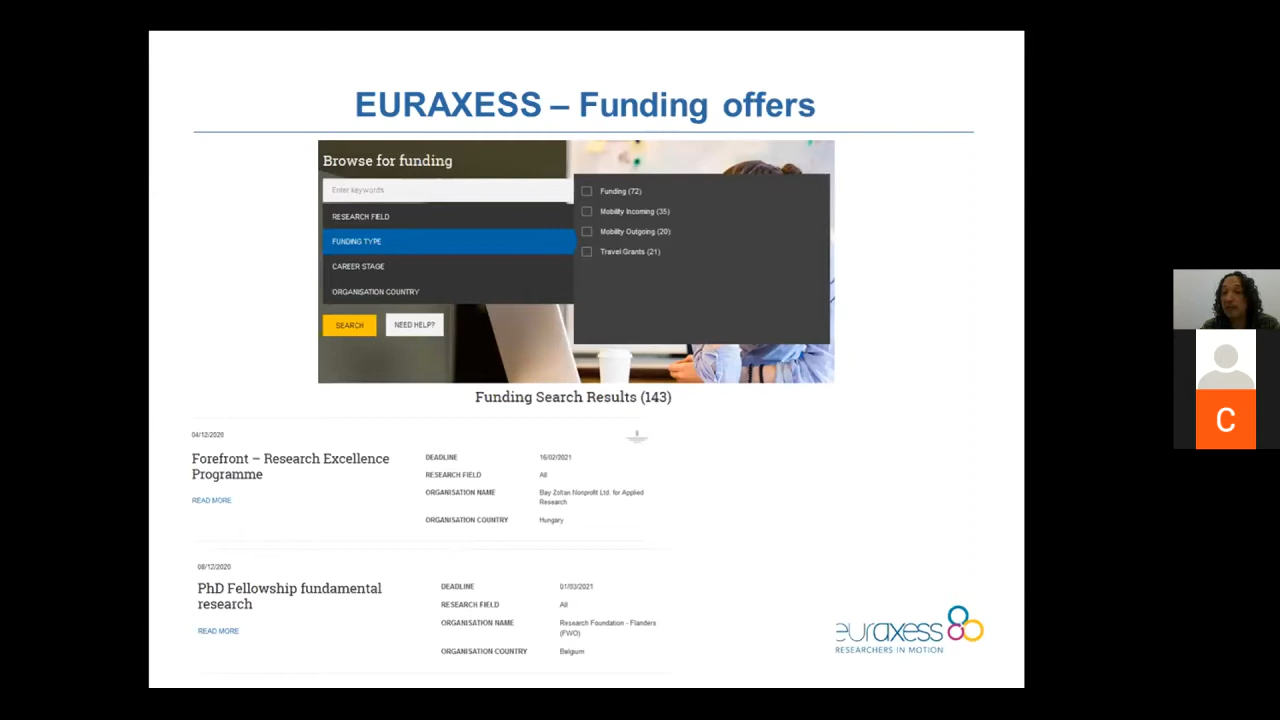 EURAXESS – Funding offers
Browse for funding
Enter keywords
RESEARCH FIELD
FUNDING TYPE
CAREER STAGE
ORGANISATION COUNTRY
SEARCH
NEED HELP?
Funding (72)
Mobility Incoming (35)
Mobility Outgoing (20)
Travel Grants (21)
Funding Search Results (143)
04/12/2020
Forefront – Research Excellence
Programme
READ MORE
DEADLINE 16/02/2021
RESEARCH FIELD All
ORGANISATION NAME Bay Zoltan Nonprofit Ltd. for Applied
Research
ORGANISATION COUNTRY Hungary
08/12/2020
PhD Fellowship fundamental
research
READ MORE
DEADLINE 01/03/2021
RESEARCH FIELD All
ORGANISATION NAME Research Foundation - Flanders
(FWO)
ORGANISATION COUNTRY Belgium
euraxess
RESEARCHERS IN MOTION
C